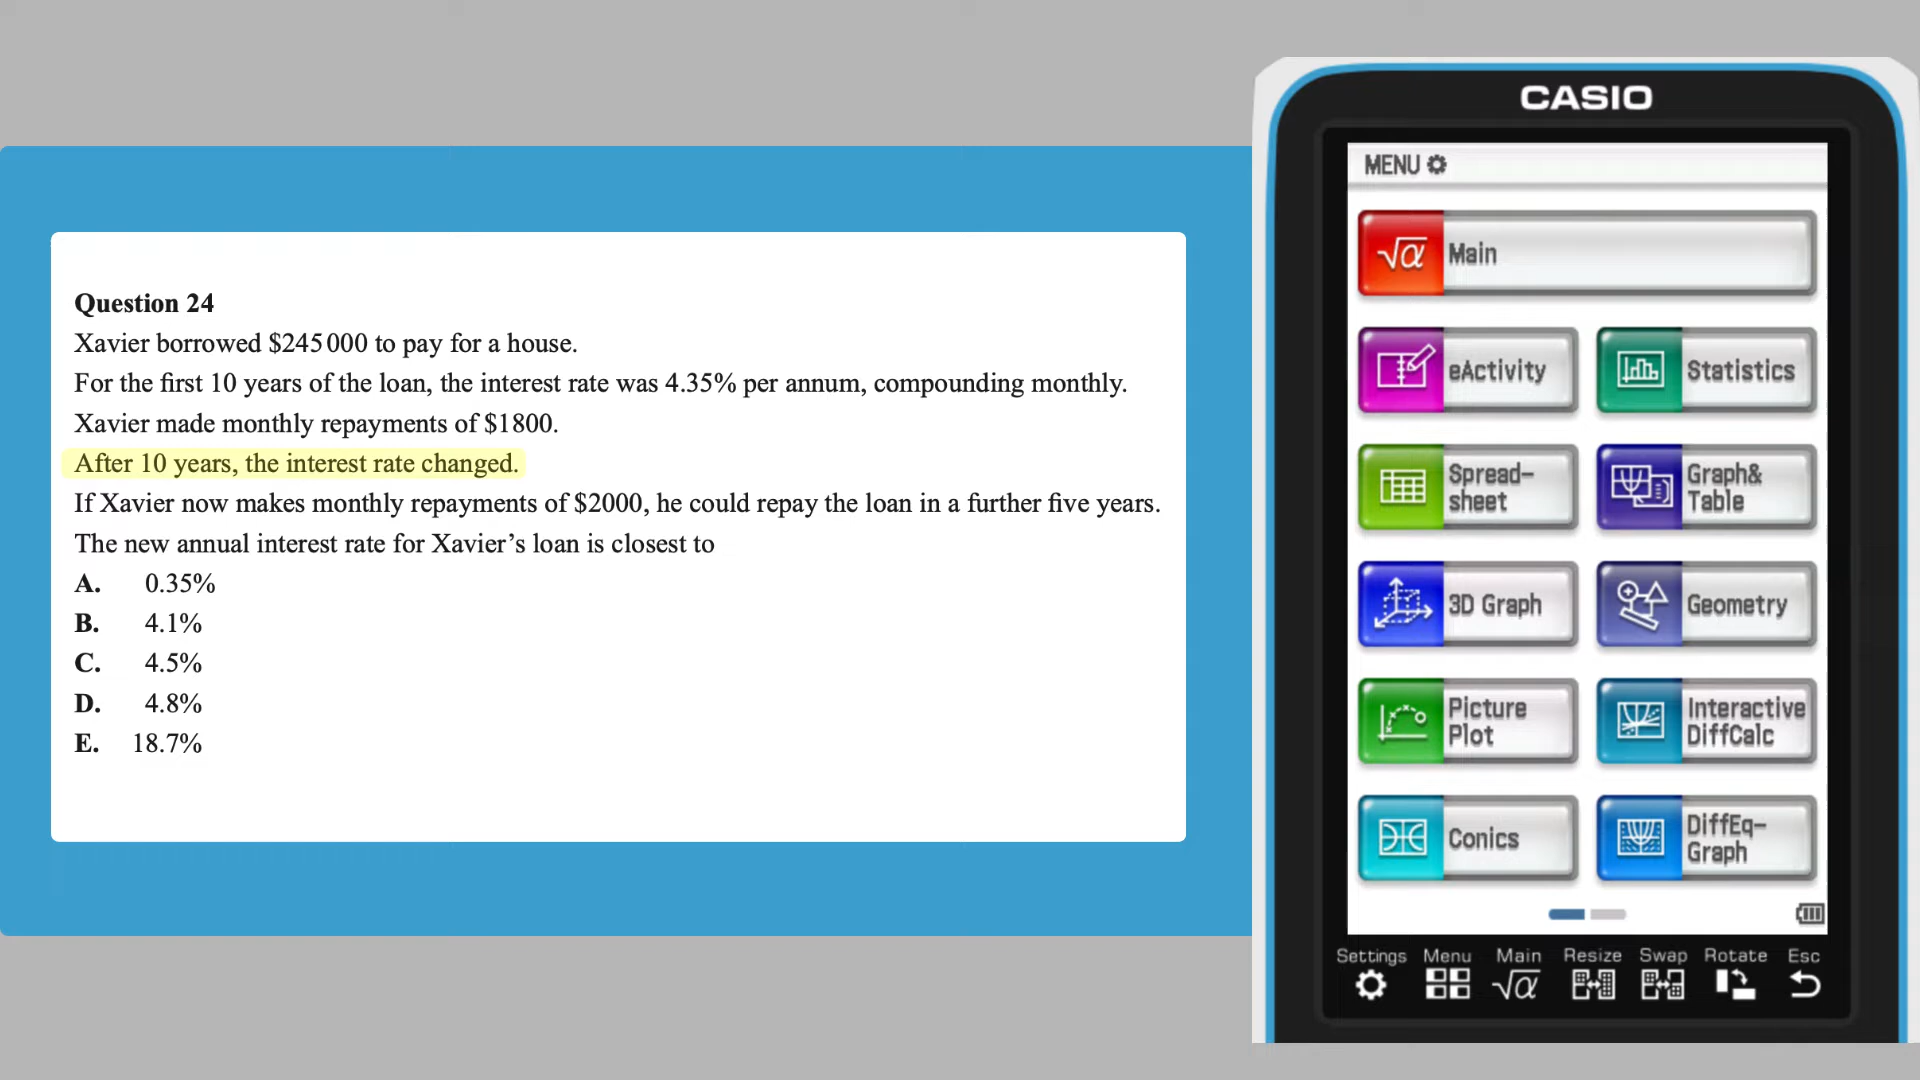 Question 24
Xavier borrowed $245 000 to pay for a house.
For the first 10 years of the loan, the interest rate was 4.35% per annum, compounding monthly.
Xavier made monthly repayments of $1800.
After 10 years, the interest rate changed.
If Xavier now makes monthly repayments of $2000, he could repay the loan in a further five years.
The new annual interest rate for Xavier's loan is closest to
A. 0.35%
B. 4.1%
C. 4.5%
D. 4.8%
E. 18.7%
CASIO
MENU
√α Main
eActivity
Statistics
Spread-
sheet
Graph&
Table
3D Graph
Geometry
Picture
Plot
Interactive
DiffCalc
Conics
DiffEq-
Graph
Settings Menu Main Resize Swap Rotate Esc
√α